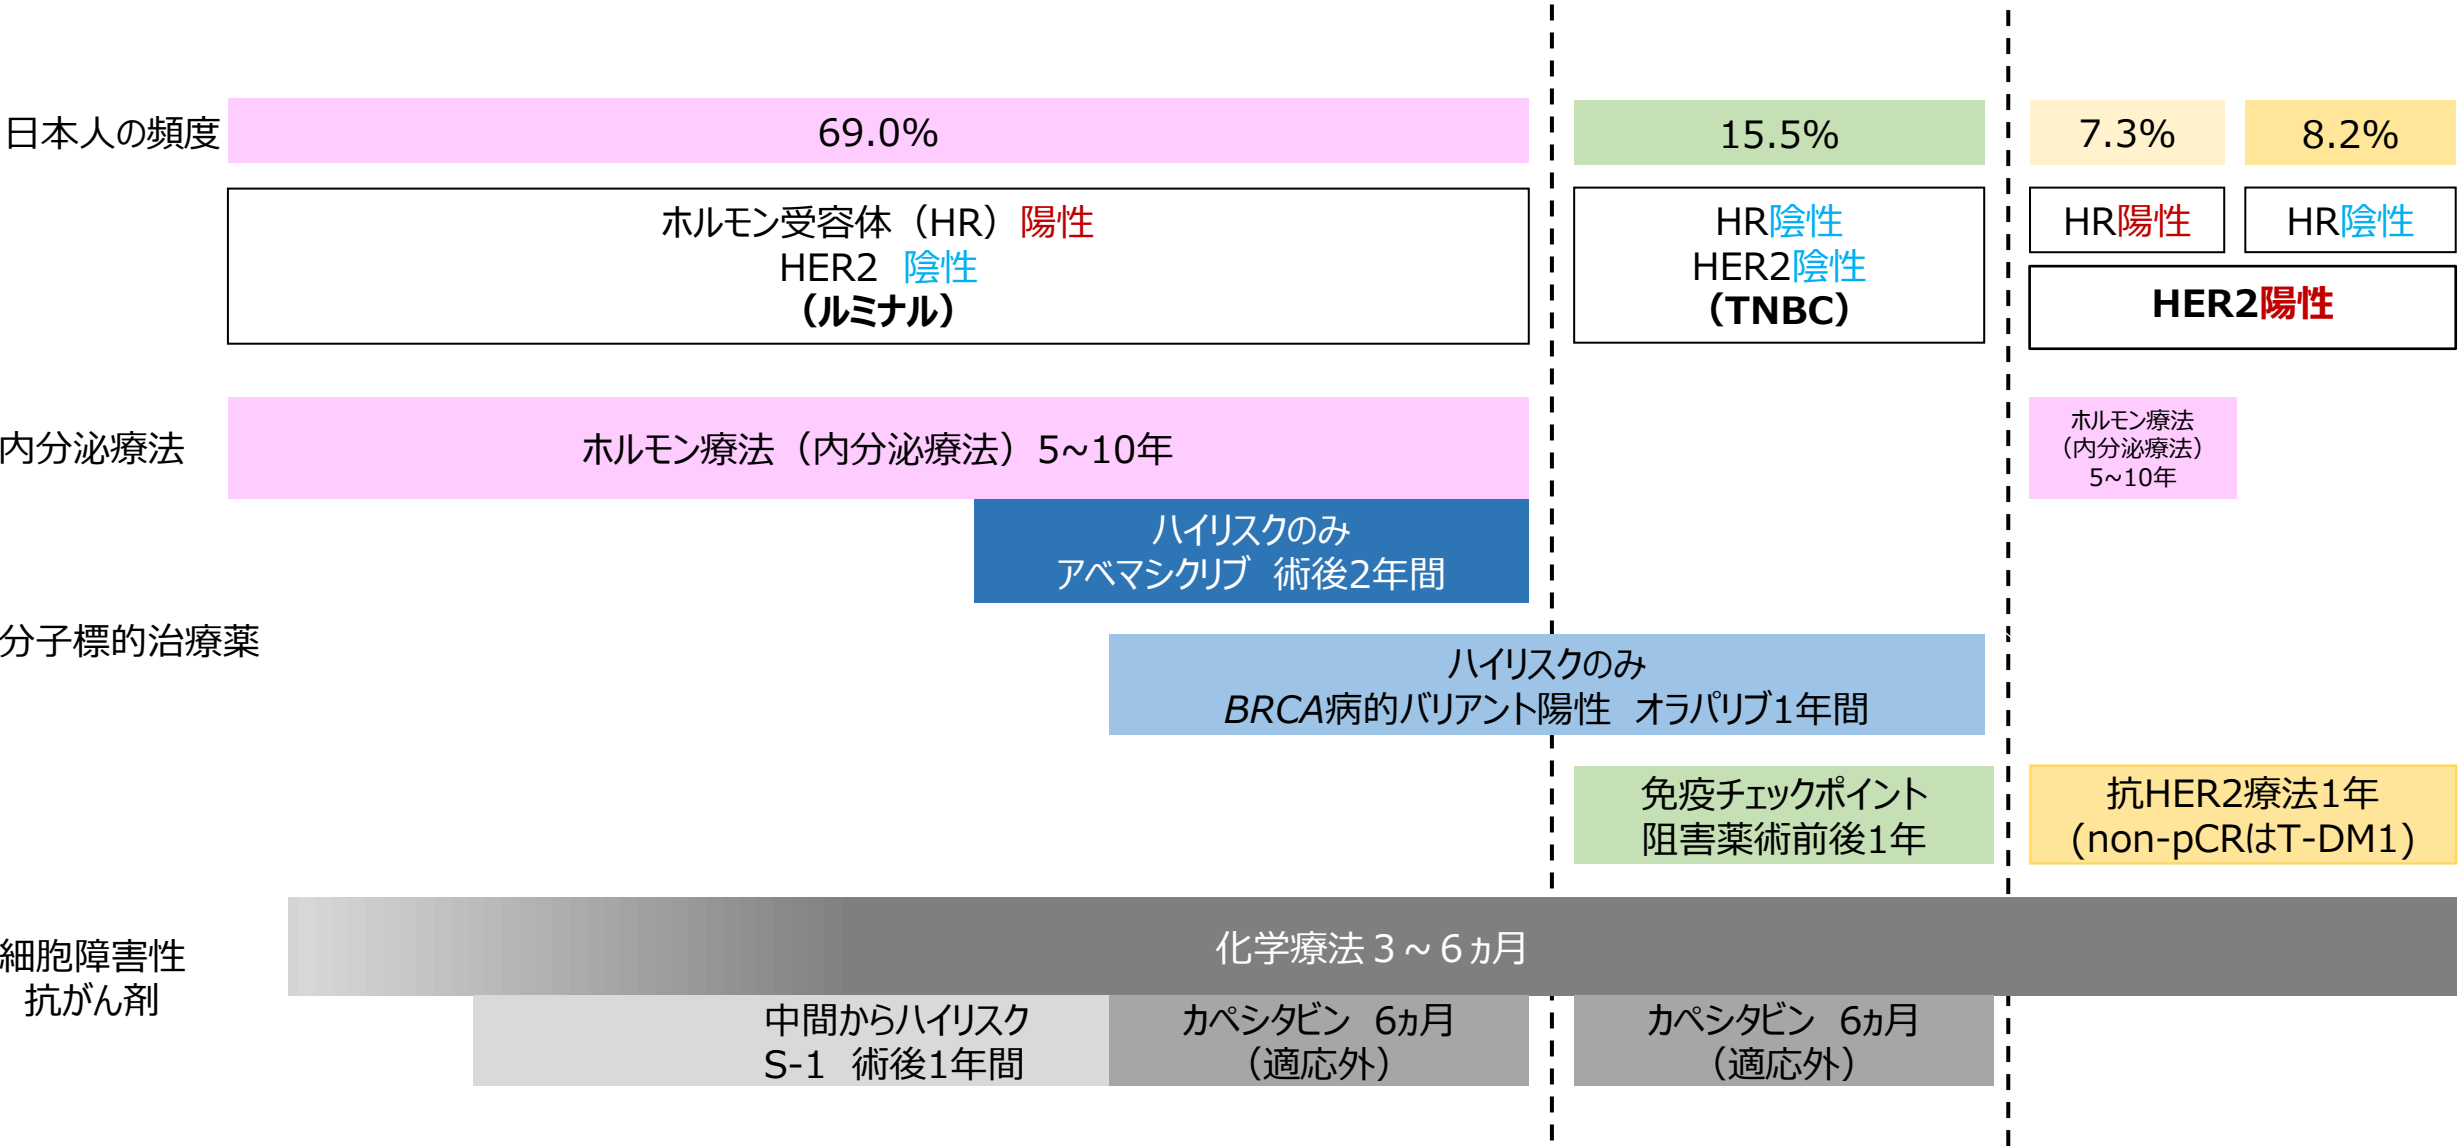 日本人の頻度
69.0%
15.5%
7.3%
8.2%
ホルモン受容体（HR）陽性
HER2　陰性
（ルミナル）
HR陰性
HER2陰性
（TNBC）
HR陽性
HR陰性
HER2陽性
内分泌療法
ホルモン療法（内分泌療法）5~10年
ホルモン療法
（内分泌療法）
5~10年
ハイリスクのみ
アベマシクリブ　術後2年間
分子標的治療薬
ハイリスクのみ
BRCA病的バリアント陽性　オラパリブ1年間
免疫チェックポイント
阻害薬術前後1年
抗HER2療法1年
(non-pCRはT-DM1)
細胞障害性
抗がん剤
化学療法３～６ヵ月
中間からハイリスク
S-1　術後1年間
カペシタビン　6ヵ月
（適応外）
カペシタビン　6ヵ月
（適応外）